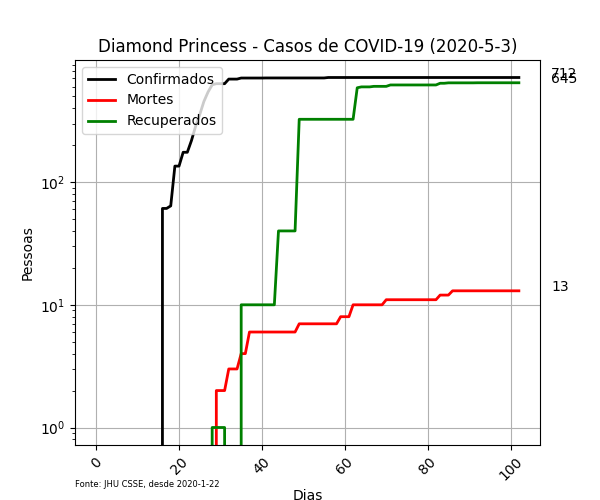 Diamond Princess - Casos de COVID-19 (2020-5-3)
Confirmados
Mortes
Recuperados
712
645
13
10²
10¹
10⁰
Pessoas
0
20
40
60
80
100
Fonte: JHU CSSE, desde 2020-1-22
Dias